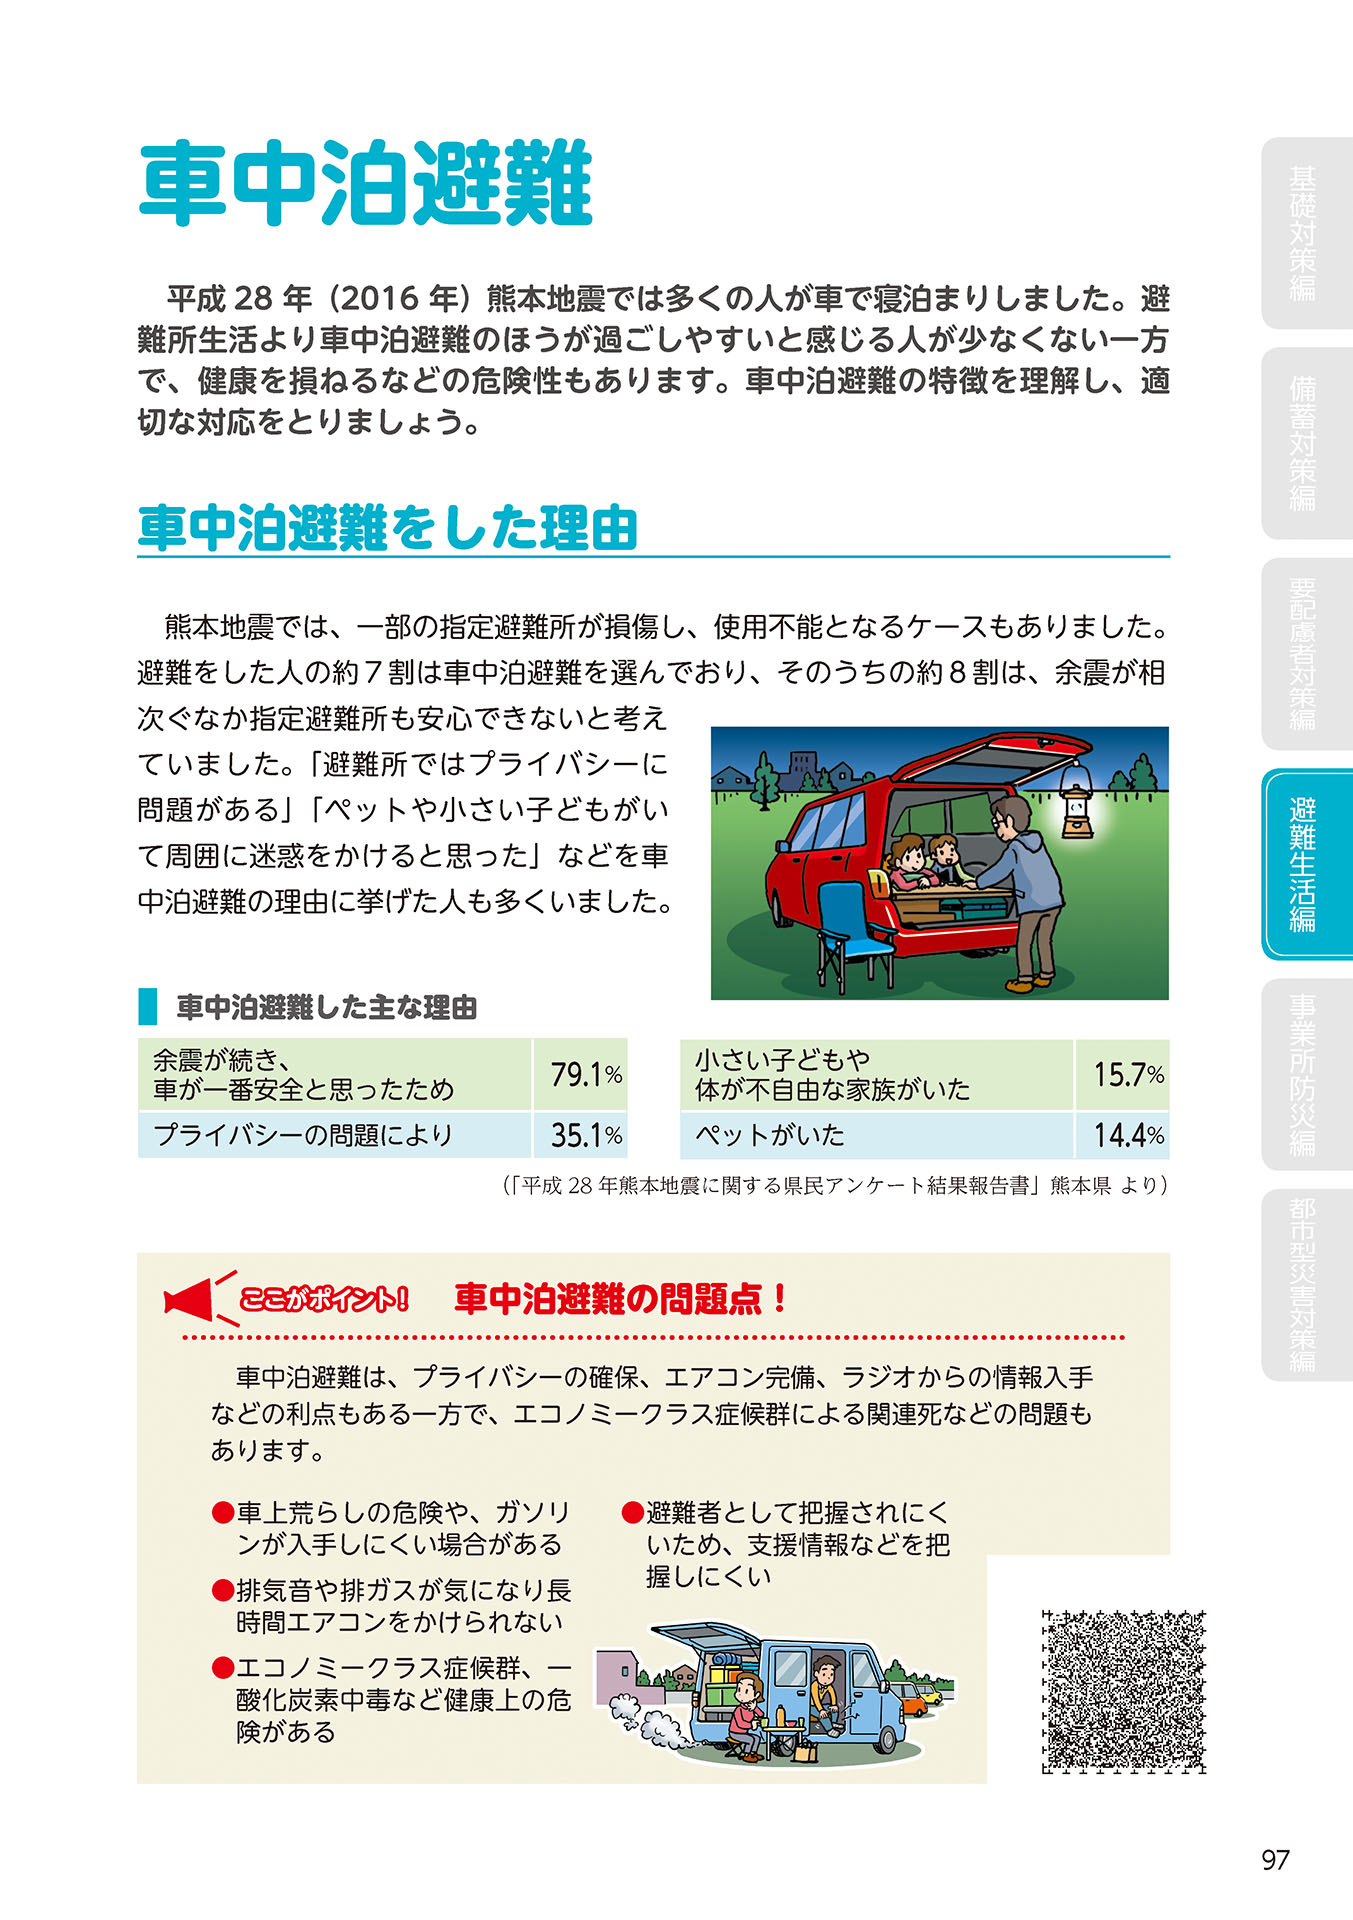 車中泊避難
平成 28 年（2016 年）熊本地震では多くの人が車で寝泊まりしました。避
難所生活より車中泊避難のほうが過ごしやすいと感じる人が少なくない一方
で、健康を損ねるなどの危険性もあります。車中泊避難の特徴を理解し、適
切な対応をとりましょう。
車中泊避難をした理由
熊本地震では、一部の指定避難所が損傷し、使用不能となるケースもありました。
避難をした人の約７割は車中泊避難を選んでおり、そのうちの約８割は、余震が相
次ぐなか指定避難所も安心できないと考え
ていました。「避難所ではプライバシーに
問題がある」「ペットや小さい子どもがい
て周囲に迷惑をかけると思った」などを車
中泊避難の理由に挙げた人も多くいました。
車中泊避難した主な理由
余震が続き、
車が一番安全と思ったため
79.1%
プライバシーの問題により
35.1%
小さい子どもや
体が不自由な家族がいた
15.7%
ペットがいた
14.4%
（「平成 28 年熊本地震に関する県民アンケート結果報告書」熊本県 より）
ここがポイント!
車中泊避難の問題点！
車中泊避難は、プライバシーの確保、エアコン完備、ラジオからの情報入手
などの利点もある一方で、エコノミークラス症候群による関連死などの問題も
あります。
●車上荒らしの危険や、ガソリ
ンが入手しにくい場合がある
●排気音や排ガスが気になり長
時間エアコンをかけられない
●エコノミークラス症候群、一
酸化炭素中毒など健康上の危
険がある
●避難者として把握されにく
いため、支援情報などを把
握しにくい
基礎対策編
備蓄対策編
要配慮者対策編
避難生活編
事業所防災編
都市型災害対策編
97